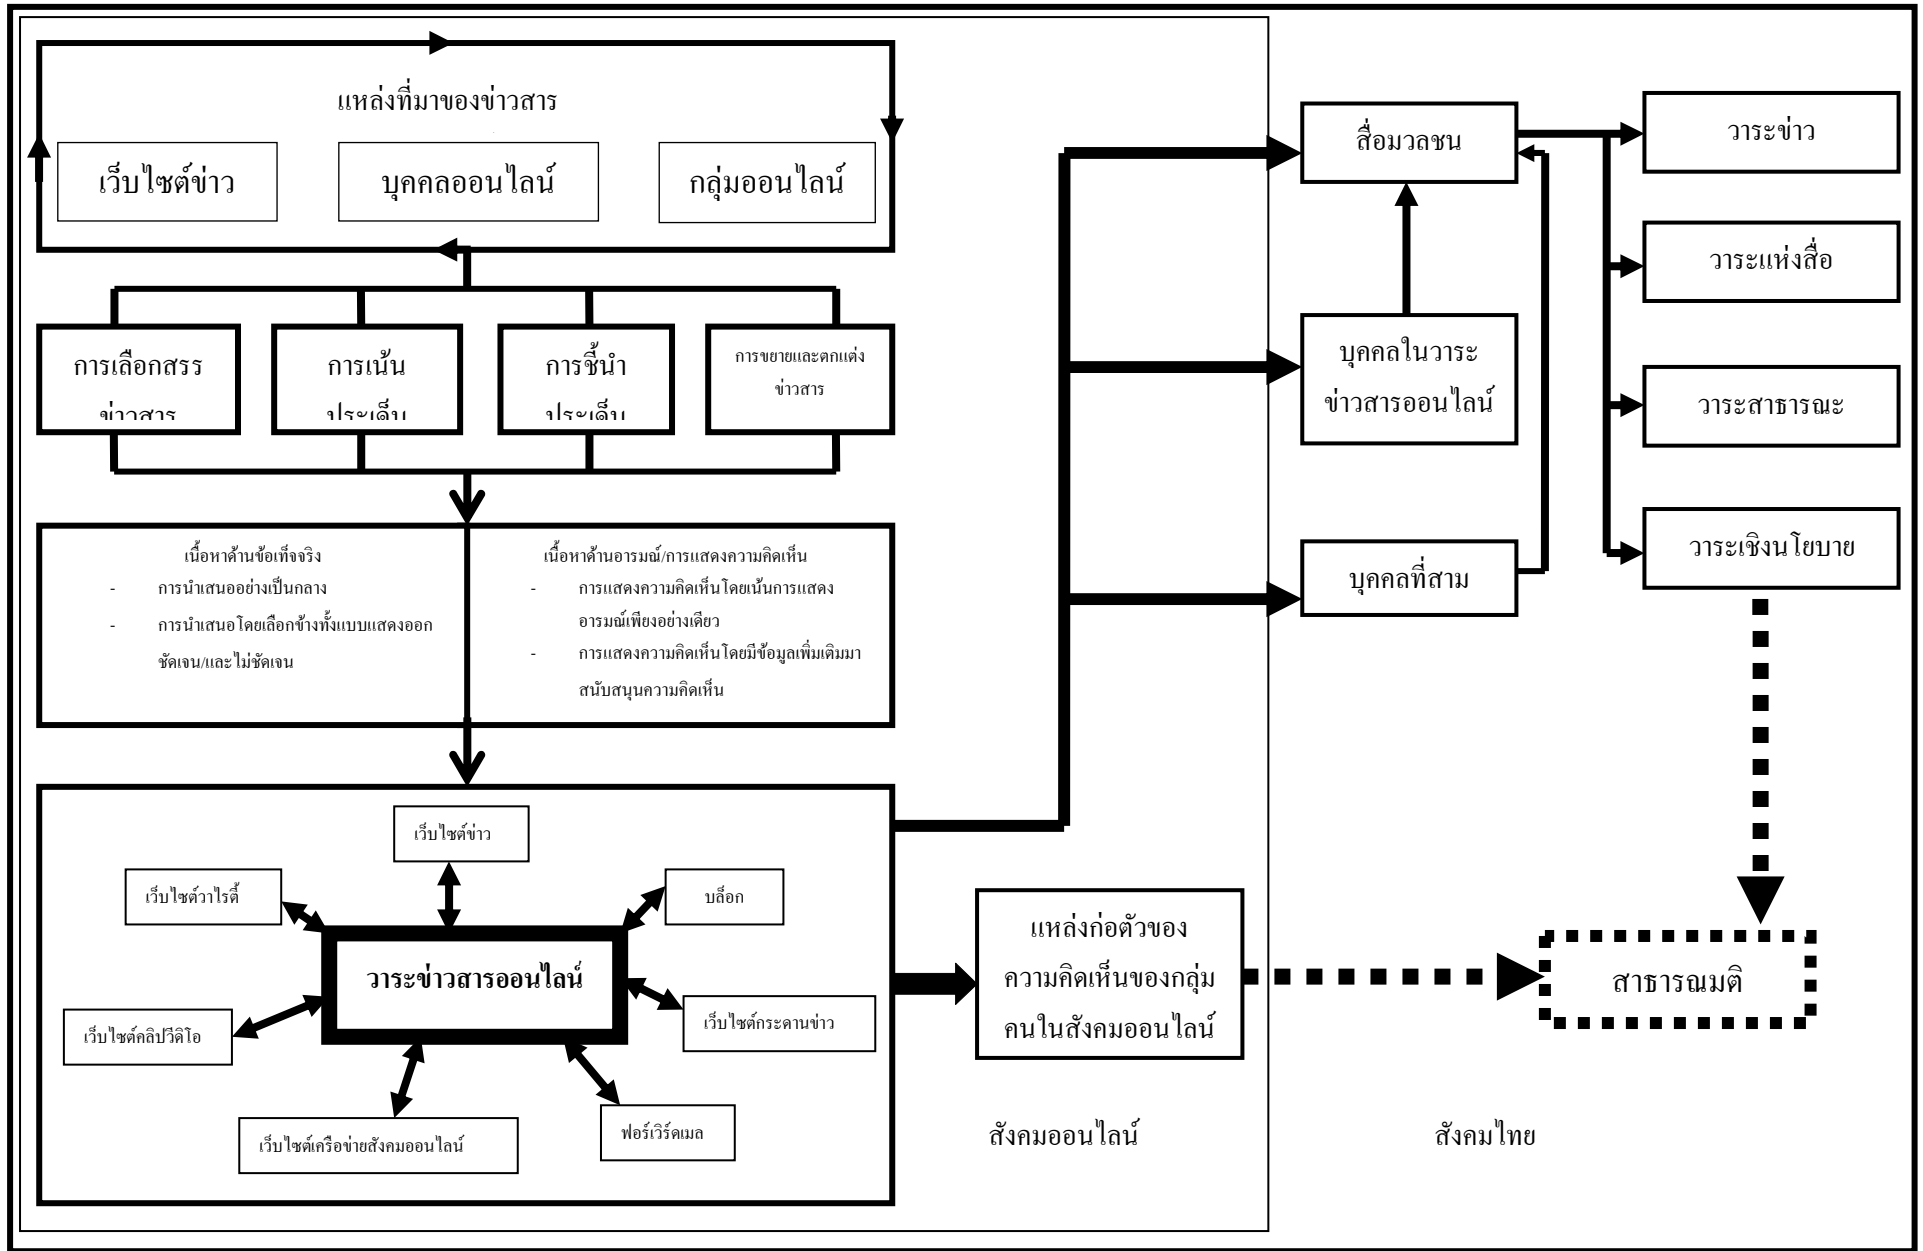 แหล่งที่มาของข่าวสาร
เว็บไซต์ข่าว
บุคคลออนไลน์
กลุ่มออนไลน์
การเลือกสรร
ข่าวสาร
การเน้น
ประเด็น
การชี้นำ
ประเด็น
การขยายและตกแต่ง
ข่าวสาร
เนื้อหาด้านข้อเท็จจริง
- การนำเสนออย่างเป็นกลาง
- การนำเสนอโดยเลือกข้างทั้งแบบแสดงออก
ชัดเจน/และไม่ชัดเจน
เนื้อหาด้านอารมณ์/การแสดงความคิดเห็น
- การแสดงความคิดเห็นโดยเน้นการแสดง
อารมณ์เพียงอย่างเดียว
- การแสดงความคิดเห็นโดยมีข้อมูลเพิ่มเติมมา
สนับสนุนความคิดเห็น
เว็บไซต์ข่าว
เว็บไซต์วาไรตี้
บล็อก
วาระข่าวสารออนไลน์
เว็บไซต์คลิปวีดิโอ
เว็บไซต์กระดานข่าว
เว็บไซต์เครือข่ายสังคมออนไลน์
ฟอร์เวิร์ดเมล
แหล่งก่อตัวของ
ความคิดเห็นของกลุ่ม
คนในสังคมออนไลน์
สังคมออนไลน์
สื่อมวลชน
บุคคลในวาระ
ข่าวสารออนไลน์
บุคคลที่สาม
วาระข่าว
วาระแห่งสื่อ
วาระสาธารณะ
วาระเชิงนโยบาย
สาธารณมติ
สังคมไทย